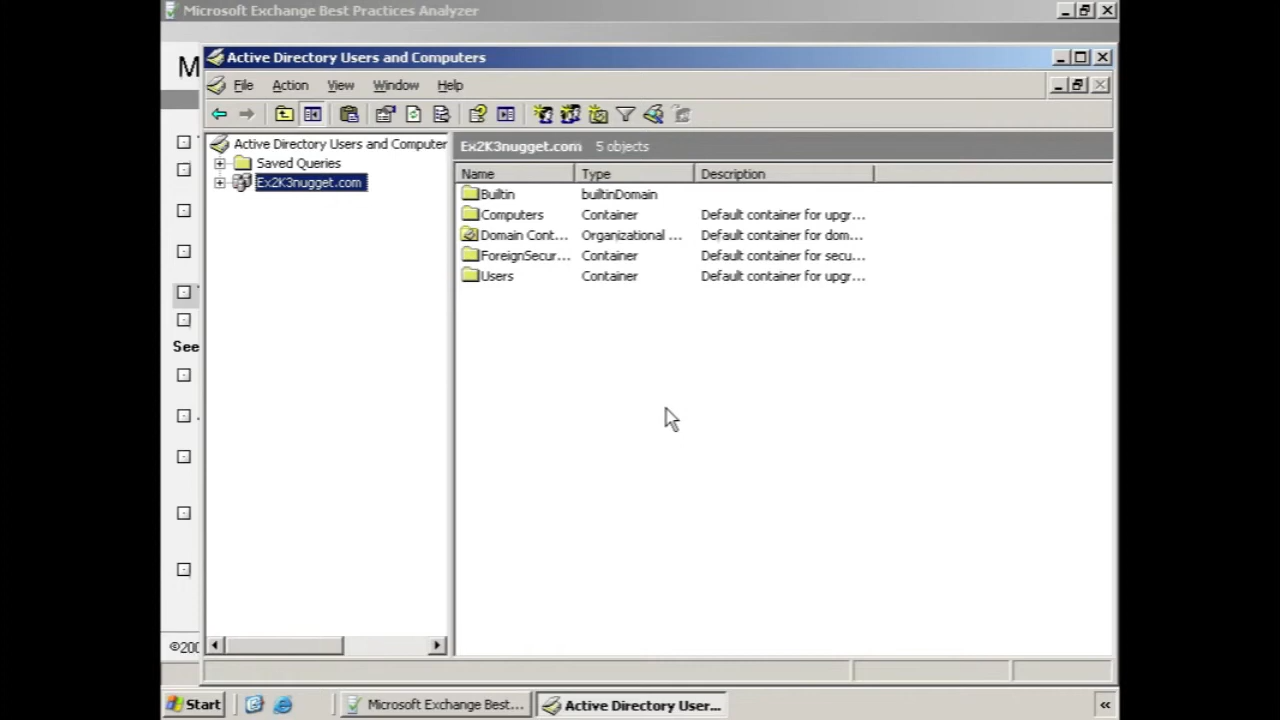 Microsoft Exchange Best Practices Analyzer
M
Active Directory Users and Computers
File Action View Window Help
Active Directory Users and Computer
Saved Queries
Ex2K3nugget.com
Ex2K3nugget.com 5 objects
Name Type Description
Builtin builtinDomain
Computers Container Default container for upgr...
Domain Cont... Organizational ... Default container for dom...
ForeignSecur... Container Default container for secu...
Users Container Default container for upgr...
See
©200
Start Microsoft Exchange Best... Active Directory User... «